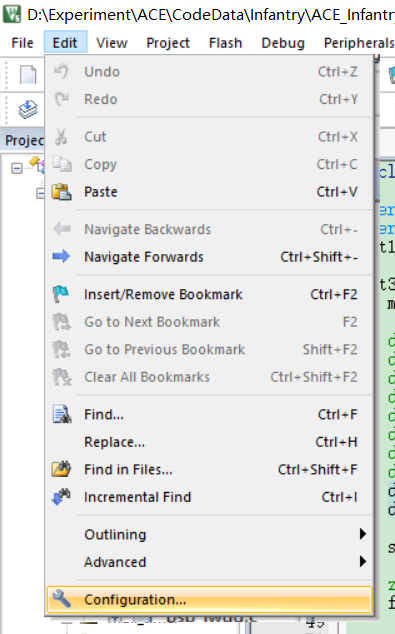 D:\Experiment\ACE\CodeData\Infantry\ACE_Infantry
File Edit View Project Flash Debug Peripherals
Undo Ctrl+Z
Redo Ctrl+Y
Cut Ctrl+X
Copy Ctrl+C
Paste Ctrl+V
Navigate Backwards Ctrl+-
Navigate Forwards Ctrl+Shift+-
Insert/Remove Bookmark Ctrl+F2
Go to Next Bookmark F2
Go to Previous Bookmark Shift+F2
Clear All Bookmarks Ctrl+Shift+F2
Find... Ctrl+F
Replace... Ctrl+H
Find in Files... Ctrl+Shift+F
Incremental Find Ctrl+I
Outlining
Advanced
Configuration...
Projec